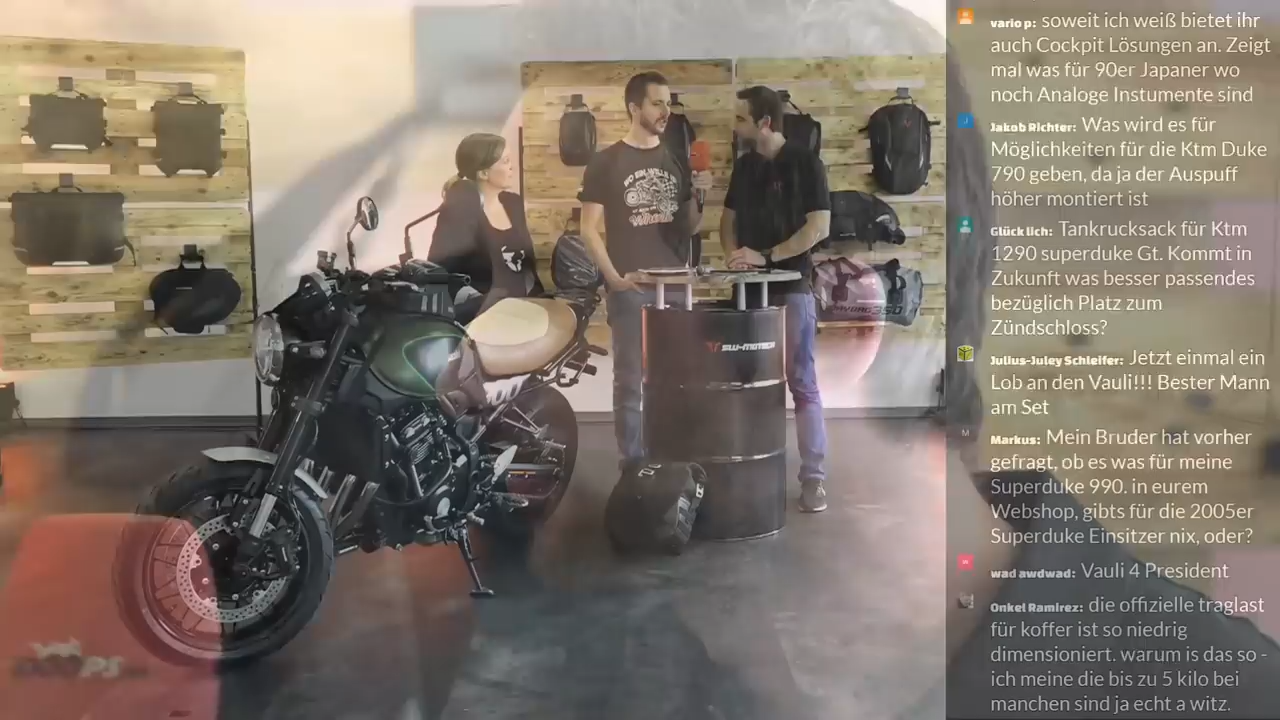 vario p: soweit ich weiß bietet ihr
auch Cockpit Lösungen an. Zeigt
mal was für 90er Japaner wo
noch Analoge Instumente sind
Jakob Richter: Was wird es für
Möglichkeiten für die Ktm Duke
790 geben, da ja der Auspuff
höher montiert ist
Glück lich: Tankrucksack für Ktm
1290 superduke Gt. Kommt in
Zukunft was besser passendes
bezüglich Platz zum
Zündschloss?
Julius-Juley Schleifer: Jetzt einmal ein
Lob an den Vauli!!! Bester Mann
am Set
M
Markus: Mein Bruder hat vorher
gefragt, ob es was für meine
Superduke 990. in eurem
Webshop, gibts für die 2005er
Superduke Einsitzer nix, oder?
wad awdwad: Vauli 4 President
Onkel Ramirez: die offizielle traglast
für koffer ist so niedrig
dimensioniert. warum is das so -
ich meine die bis zu 5 kilo bei
manchen sind ja echt a witz.
SW-MOTECH
DRYBAG 350